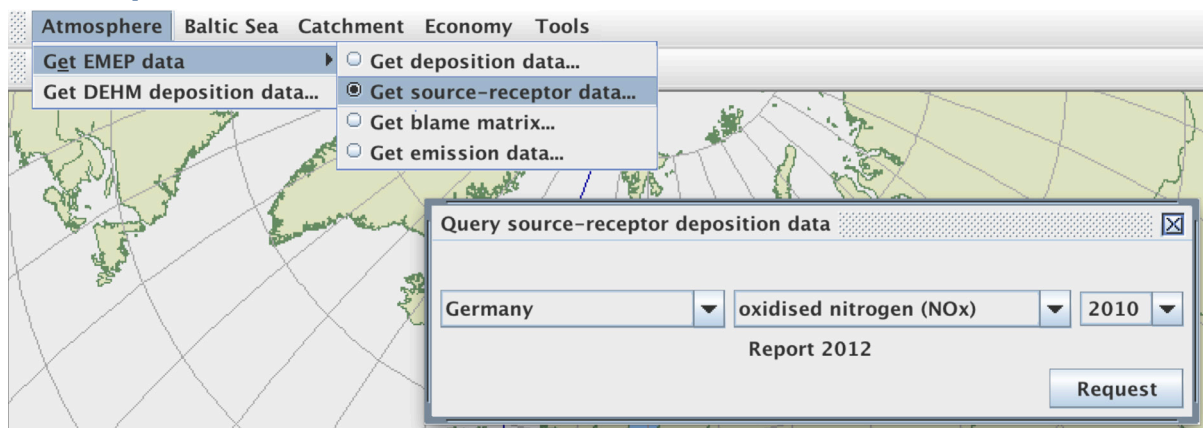 Atmosphere Baltic Sea Catchment Economy Tools
Get EMEP data
Get DEHM deposition data...
Get deposition data...
Get source-receptor data...
Get blame matrix...
Get emission data...
Query source-receptor deposition data
Germany oxidised nitrogen (NOx) 2010
Report 2012
Request